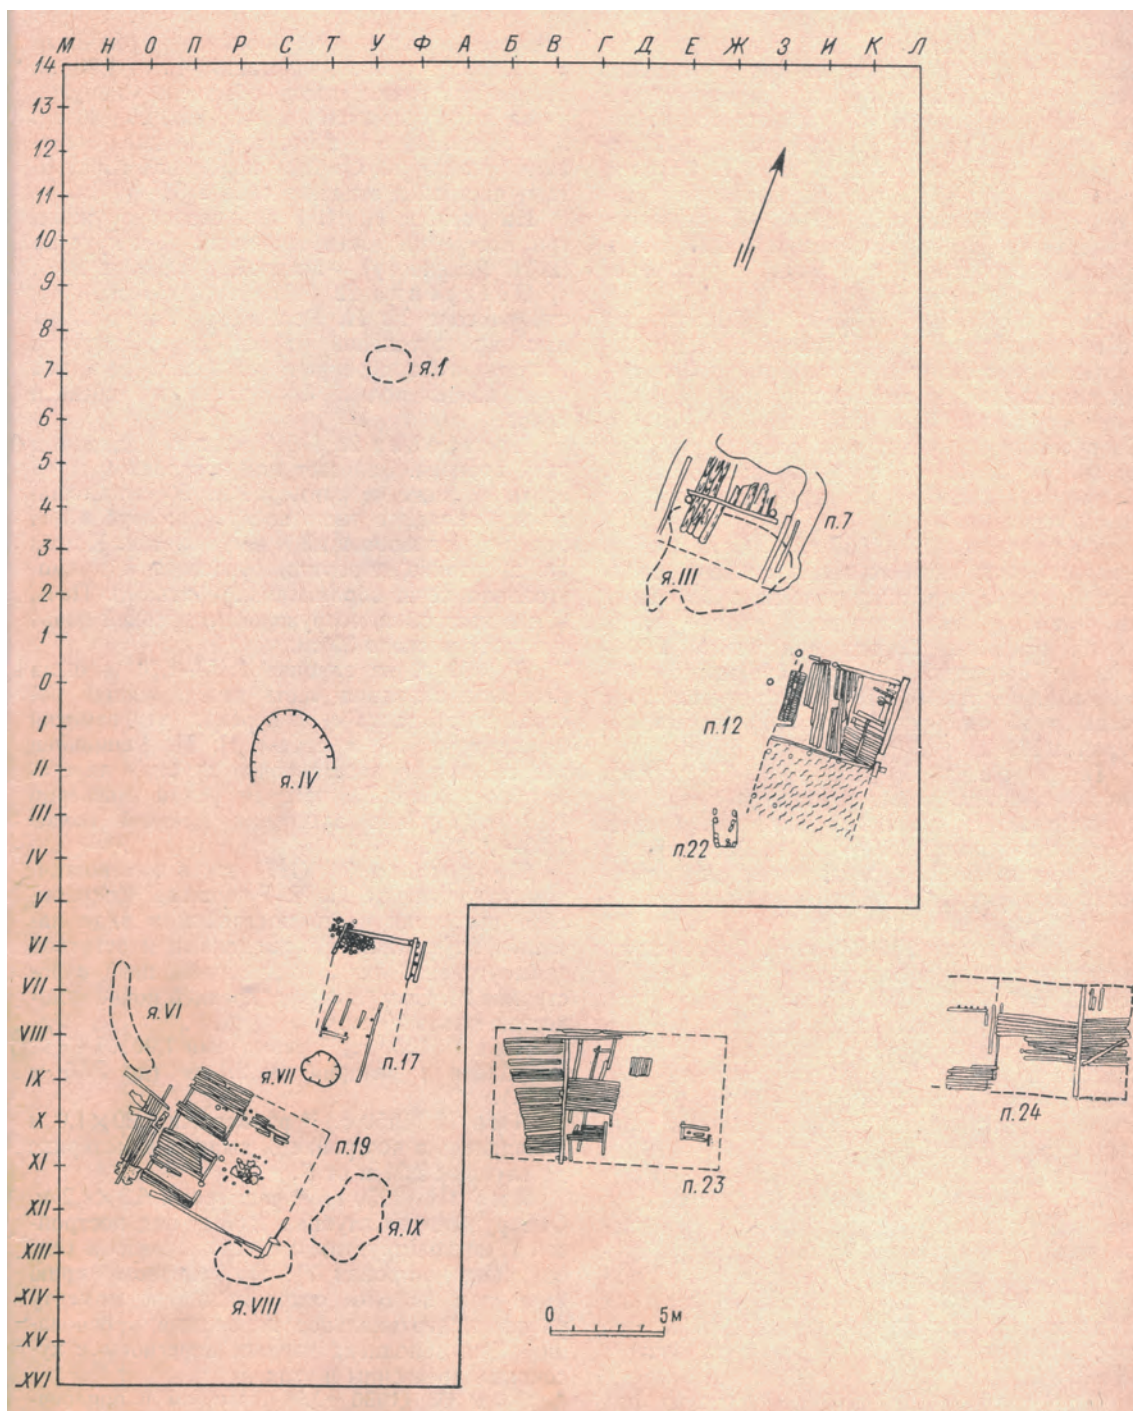 М Н О П Р С Т У Ф А Б В Г Д Е Ж З И К Л
14
13
12
11
10
9
8
7
я.1
6
5
4
п.7
3
я.III
2
1
0
I
п.12
II
я.IV
III
IV
п.22
V
VI
VII
я.VI
VIII
п.17
IX
я.VII
X
п.24
п.19
XI
п.23
XII
я.IX
XIII
XIV
я.VIII
0 5м
XV
XVI